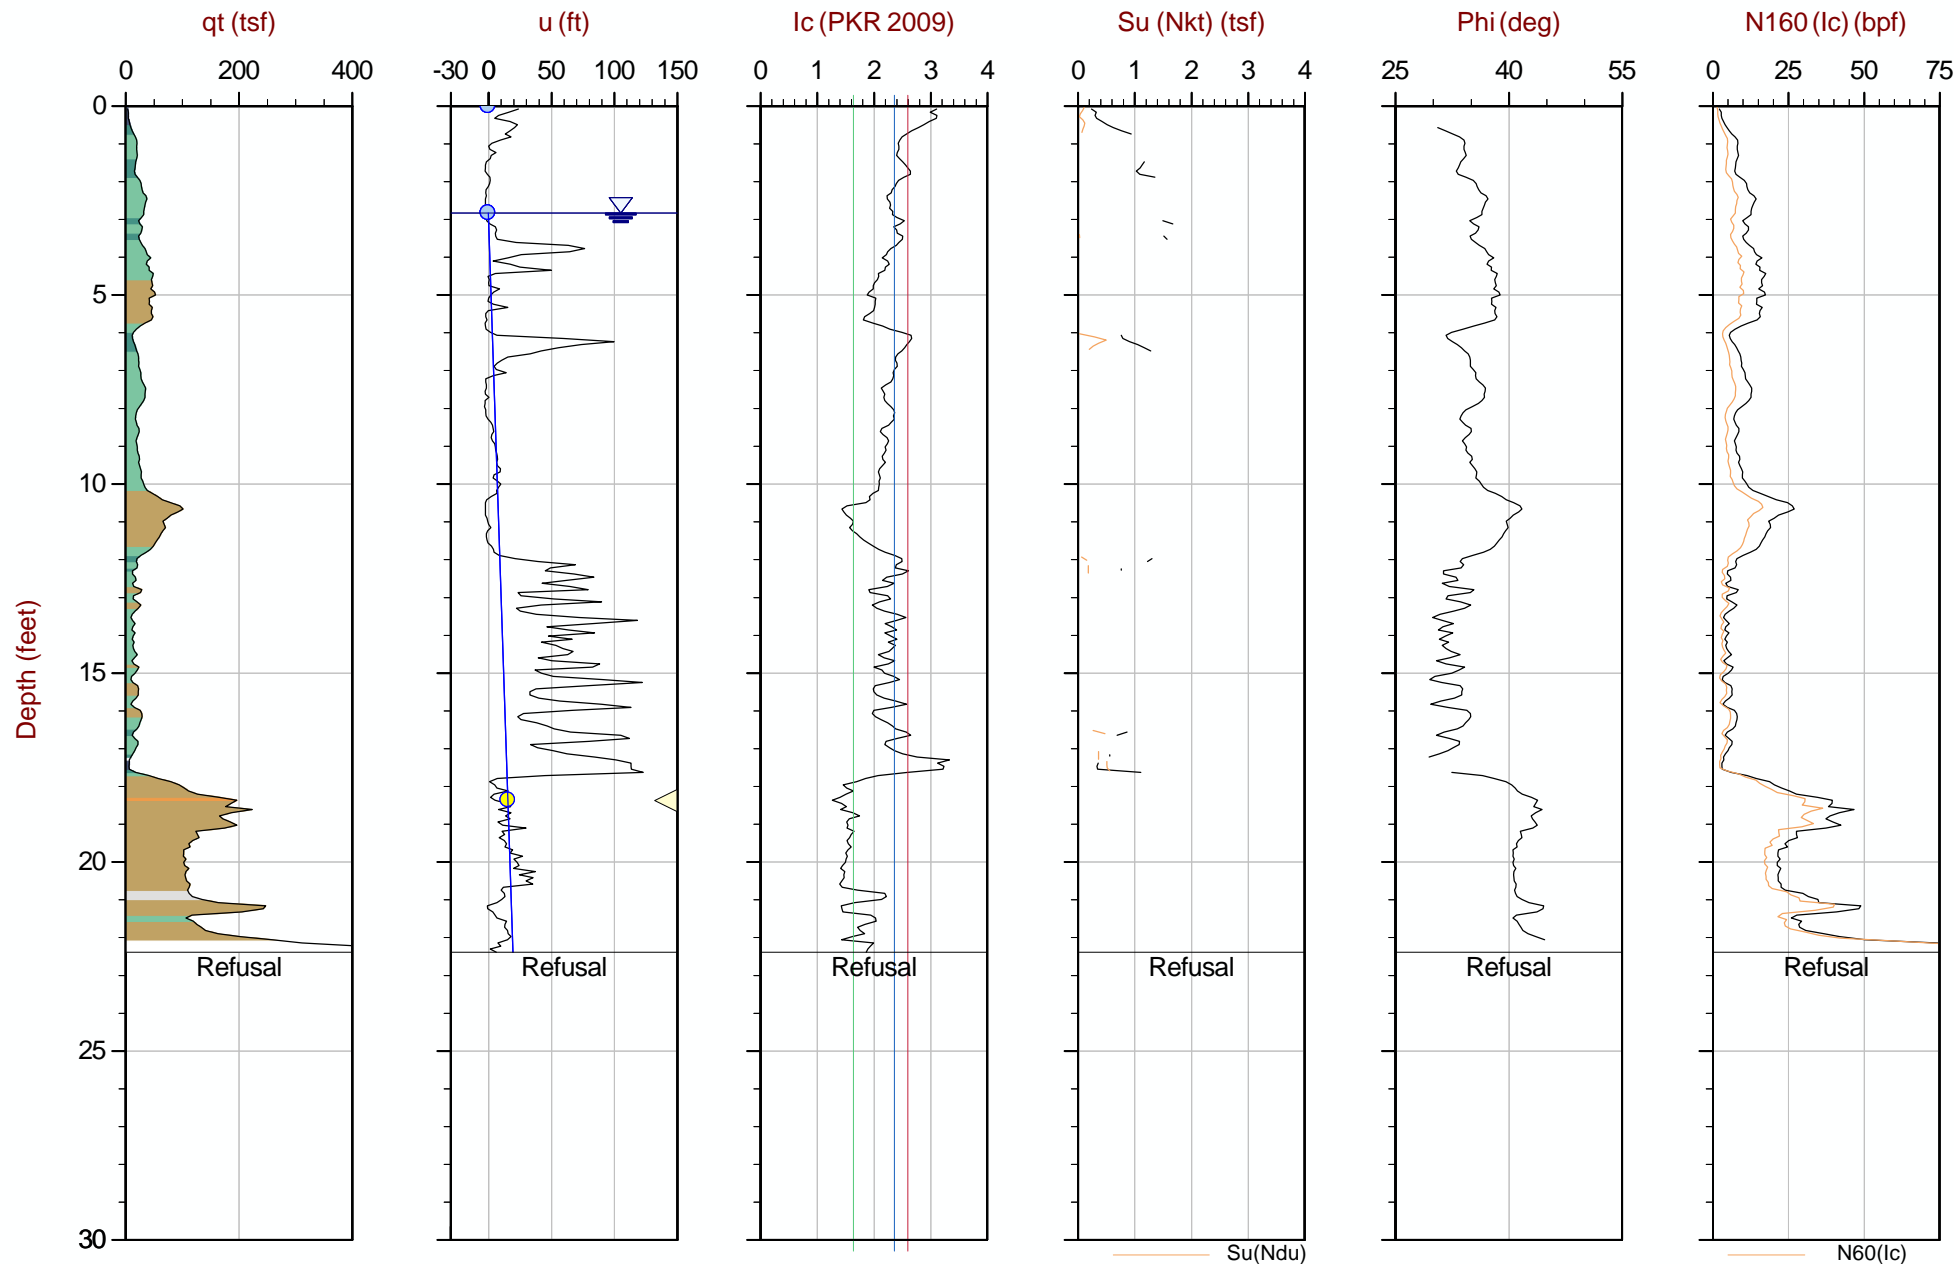 qt (tsf) u (ft) Ic (PKR 2009) Su (Nkt) (tsf) Phi (deg) N160 (Ic) (bpf)
0 200 400 -30 0 50 100 150 0 1 2 3 4 0 1 2 3 4 25 40 55 0 25 50 75
0
5
10
15
20
25
30
Depth (feet)
Refusal Refusal Refusal Refusal Refusal Refusal
Su(Ndu) N60(Ic)